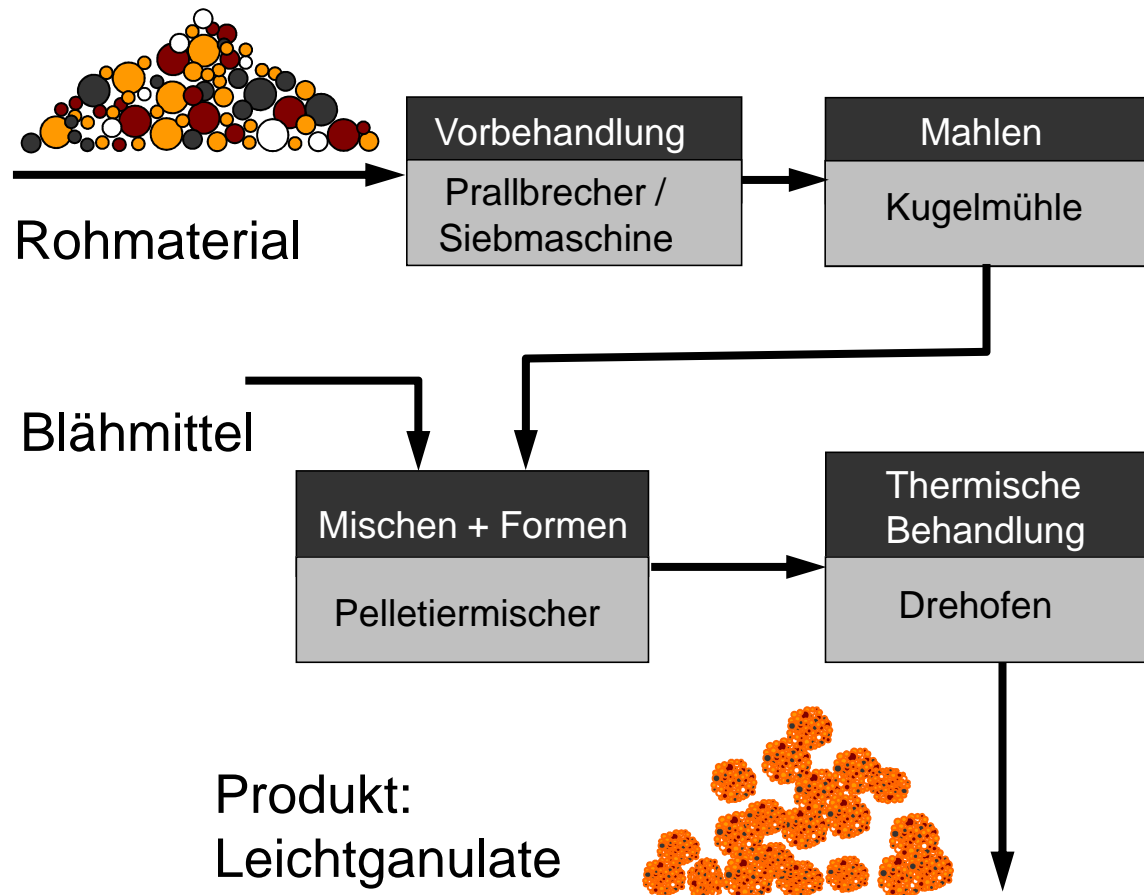 Vorbehandlung
Prallbrecher /
Siebmaschine
Mahlen
Kugelmühle
Rohmaterial
Blähmittel
Mischen + Formen
Pelletiermischer
Thermische
Behandlung
Drehofen
Produkt:
Leichtganulate